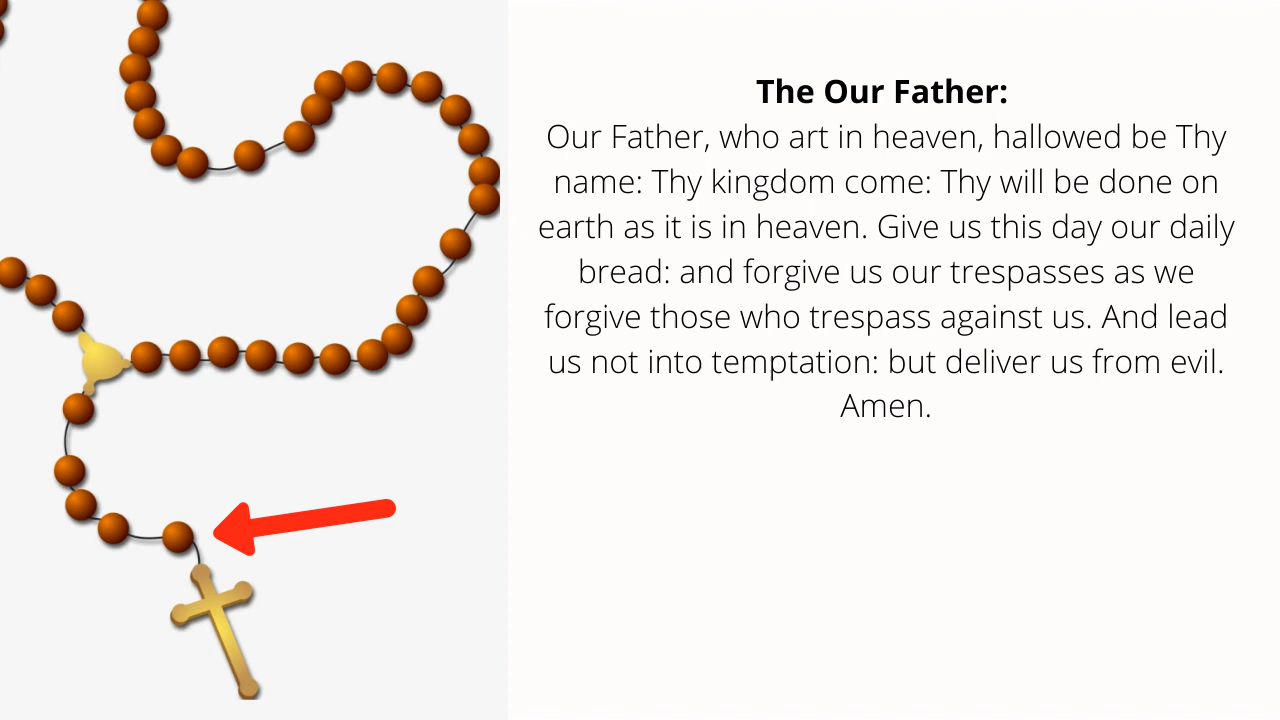 The Our Father:
Our Father, who art in heaven, hallowed be Thy
name: Thy kingdom come: Thy will be done on
earth as it is in heaven. Give us this day our daily
bread: and forgive us our trespasses as we
forgive those who trespass against us. And lead
us not into temptation: but deliver us from evil.
Amen.